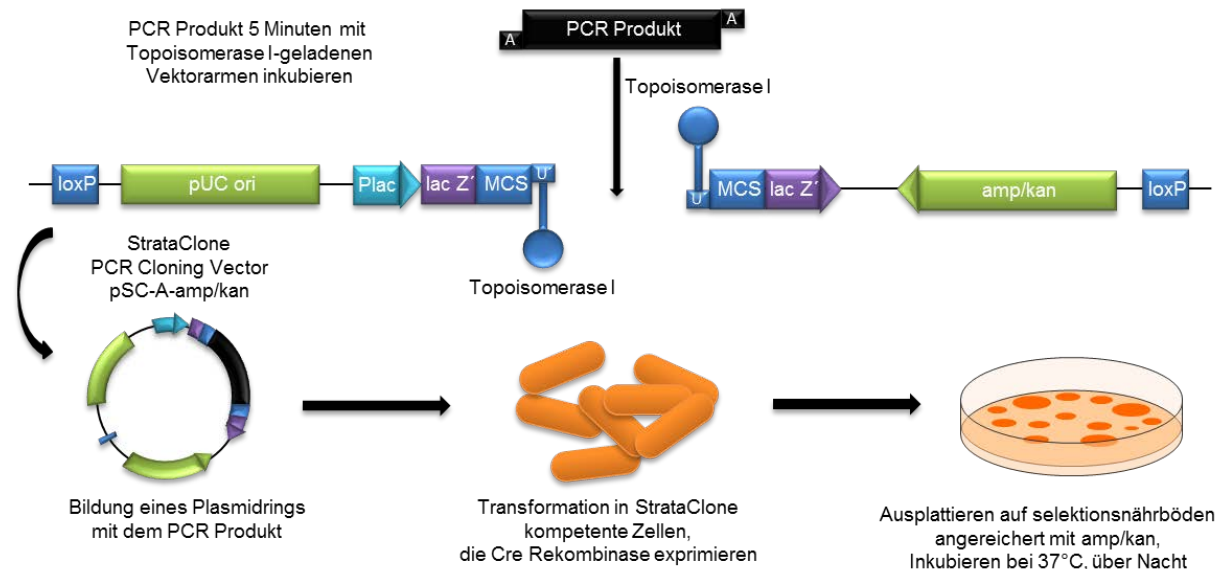 PCR Produkt 5 Minuten mit
Topoisomerase I-geladenen
Vektorarmen inkubieren
A
PCR Produkt
A
Topoisomerase I
loxP
pUC ori
Plac
lac Z´
MCS
U´
U´
MCS
lac Z´
amp/kan
loxP
Topoisomerase I
StrataClone
PCR Cloning Vector
pSC-A-amp/kan
Bildung eines Plasmidrings
mit dem PCR Produkt
Transformation in StrataClone
kompetente Zellen,
die Cre Rekombinase exprimieren
Ausplattieren auf selektionsnährböden
angereichert mit amp/kan,
Inkubieren bei 37°C, über Nacht